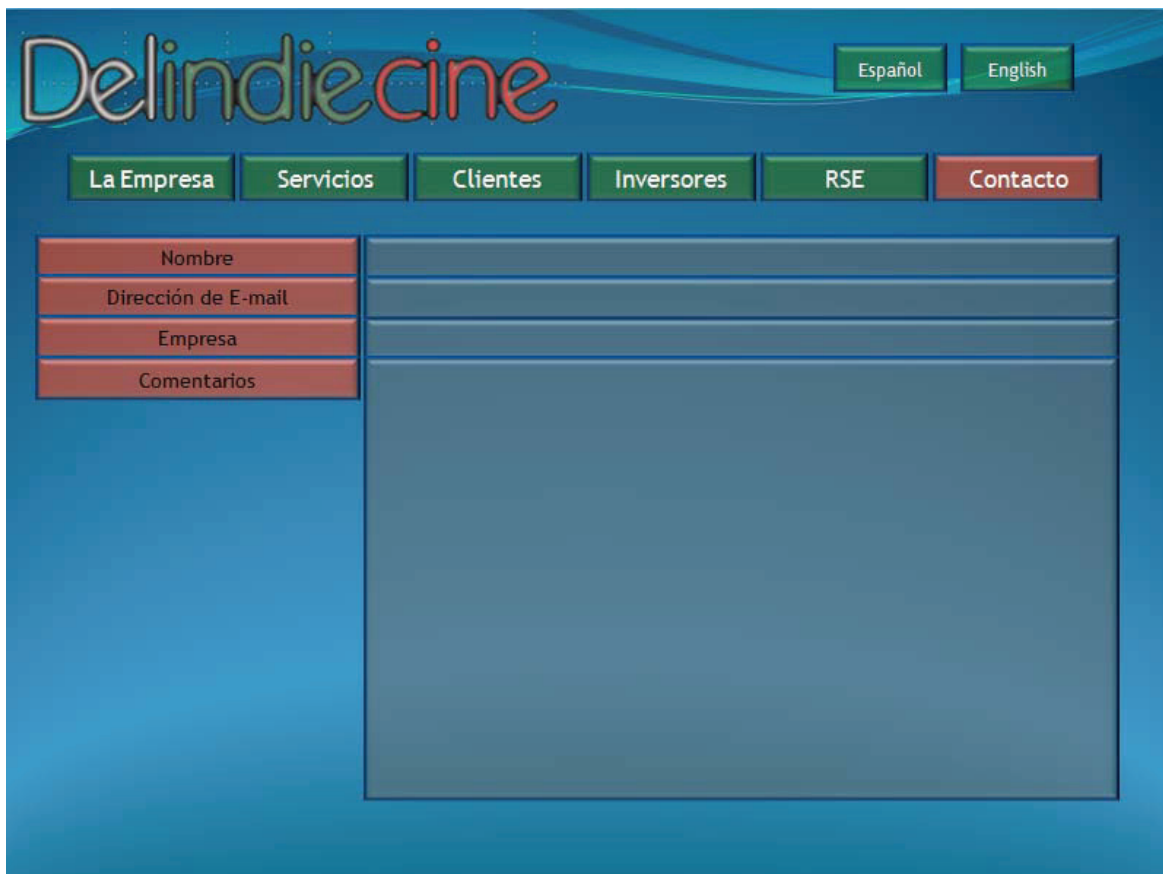 Delindiecine
Español English
La Empresa Servicios Clientes Inversores RSE Contacto
Nombre
Dirección de E-mail
Empresa
Comentarios